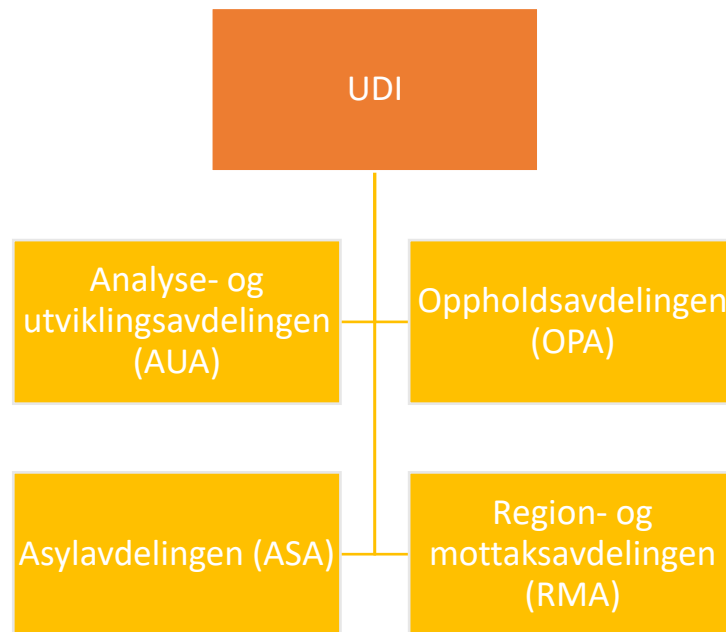 UDI
Analyse- og
utviklingsavdelingen
(AUA)
Oppholdsavdelingen
(OPA)
Asylavdelingen (ASA)
Region- og
mottaksavdelingen
(RMA)